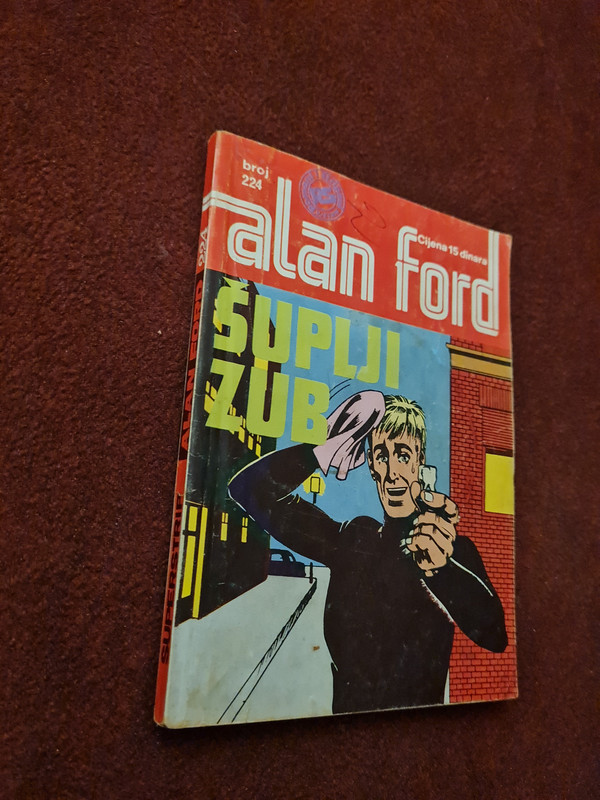 broj
224
Cijena 15 dinara
alan ford
ŠUPLJI
ZUB
SUPERSTRIP ALAN FORD 224